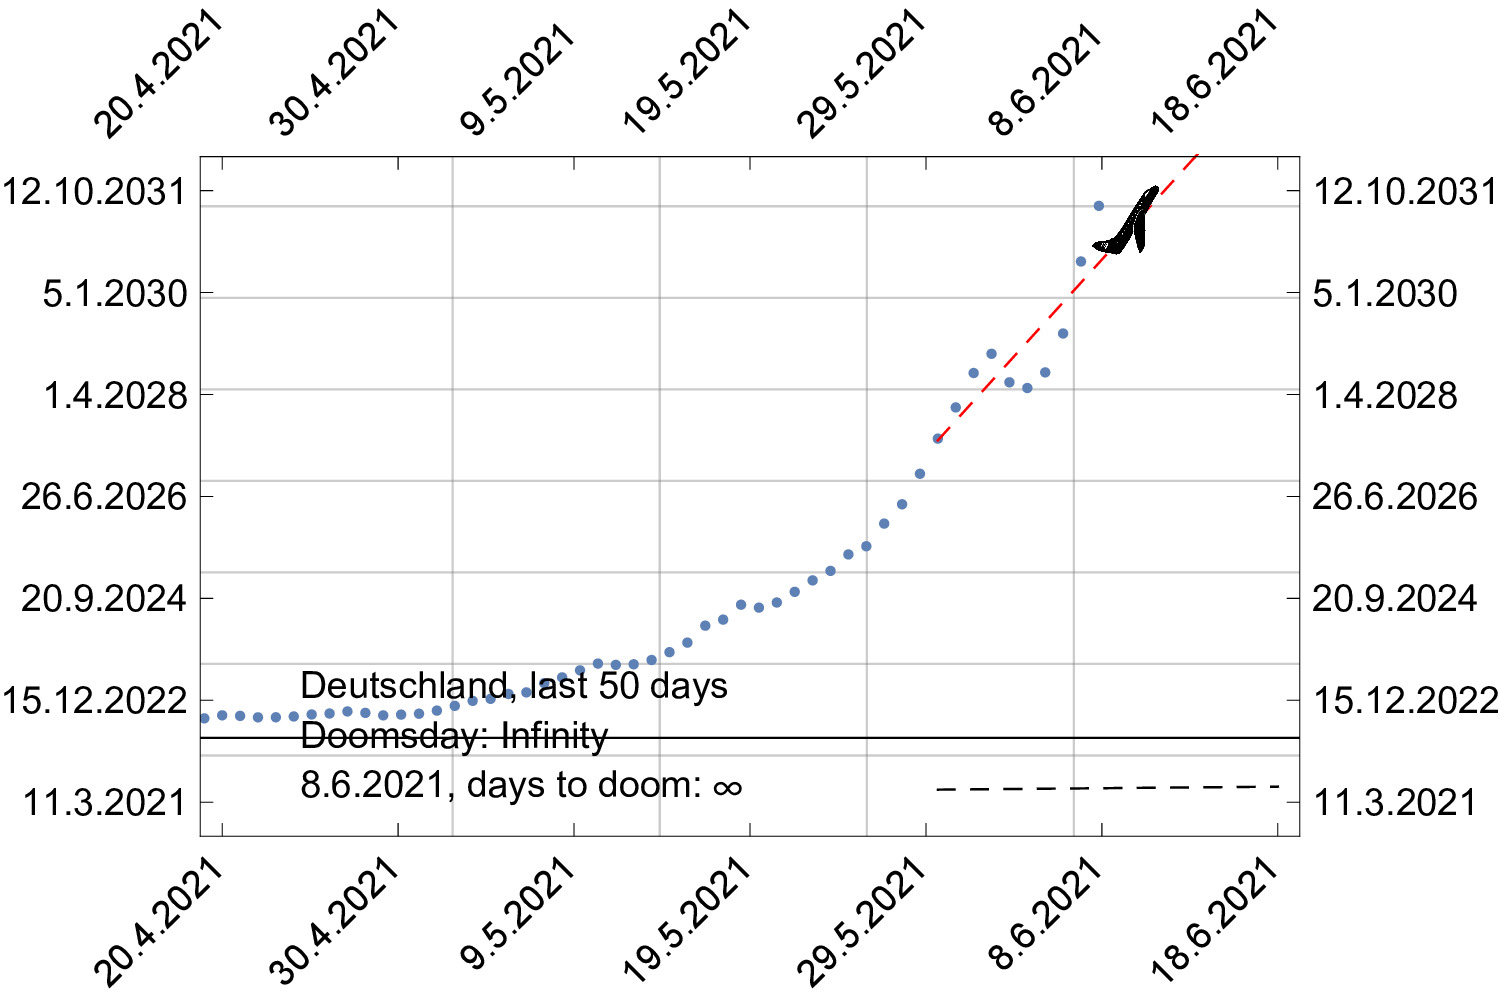 20.4.2021 30.4.2021 9.5.2021 19.5.2021 29.5.2021 8.6.2021 18.6.2021
12.10.2031 12.10.2031
5.1.2030 5.1.2030
1.4.2028 1.4.2028
26.6.2026 26.6.2026
20.9.2024 20.9.2024
Deutschland, last 50 days
15.12.2022 15.12.2022
Doomsday: Infinity
8.6.2021, days to doom: ∞
11.3.2021 11.3.2021
20.4.2021 30.4.2021 9.5.2021 19.5.2021 29.5.2021 8.6.2021 18.6.2021